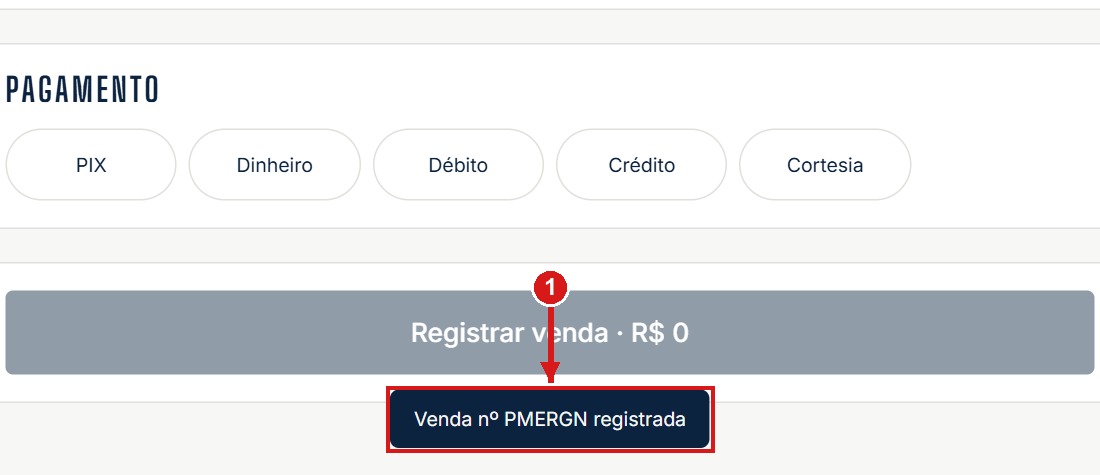 PAGAMENTO
PIX
Dinheiro
Débito
Crédito
Cortesia
1
Registrar venda · R$ 0
Venda nº PMERGN registrada